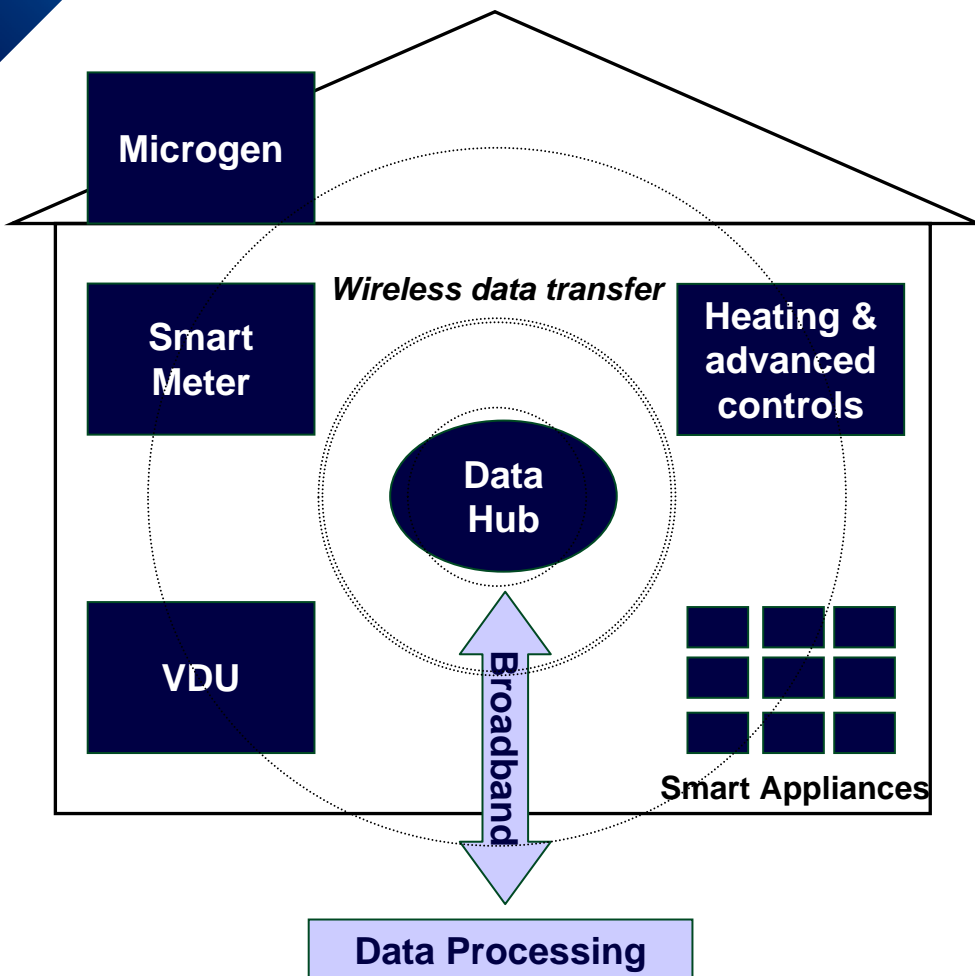 Microgen
Wireless data transfer
Smart
Meter
Heating &
advanced
controls
Data
Hub
VDU
Broadband
Smart Appliances
Data Processing